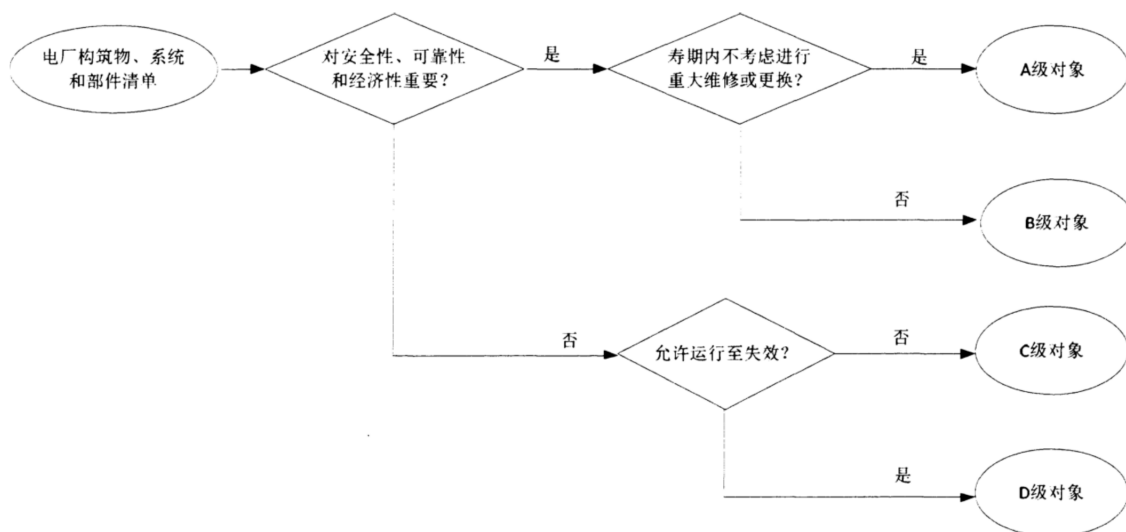 电厂构筑物、系统
和部件清单
对安全性、可靠性
和经济性重要?
是
寿期内不考虑进行
重大维修或更换?
是
A级对象
否
B级对象
否
允许运行至失效?
否
C级对象
是
D级对象